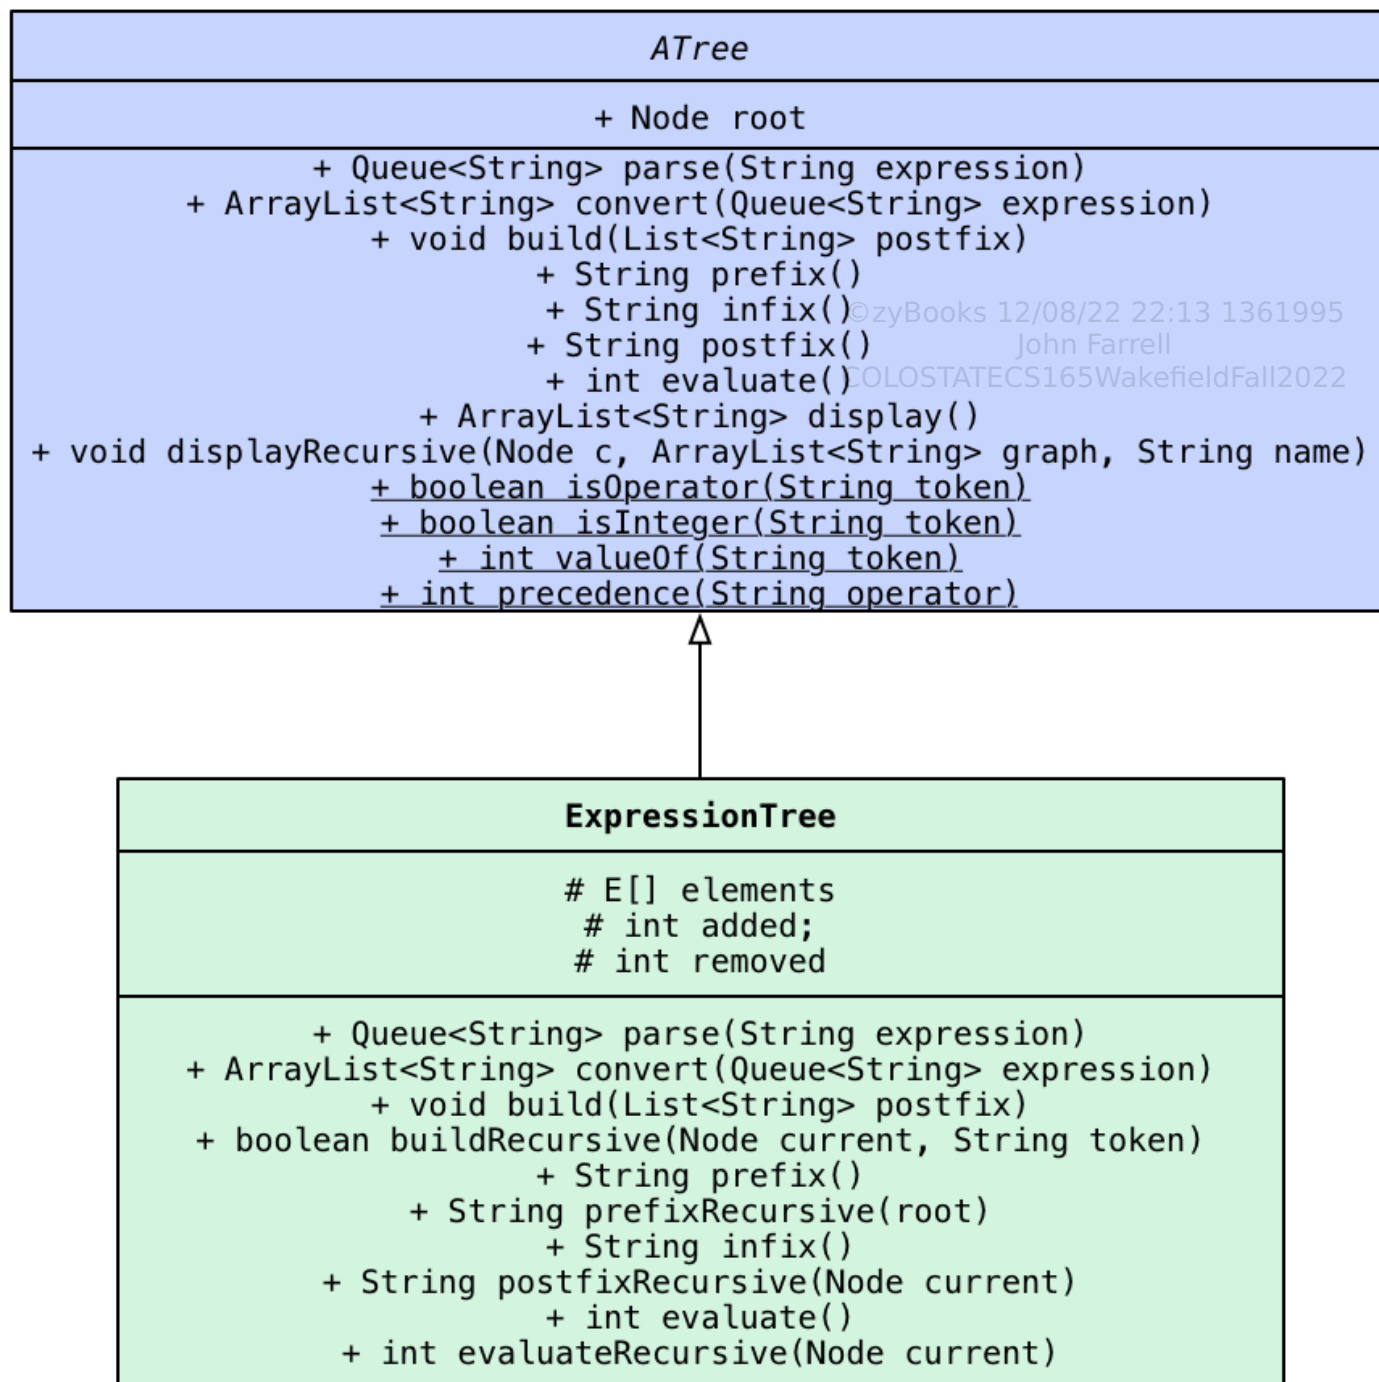 ATree
+ Node root
+ Queue<String> parse(String expression)
+ ArrayList<String> convert(Queue<String> expression)
+ void build(List<String> postfix)
+ String prefix()
+ String infix()
©zyBooks 12/08/22 22:13 1361995
+ String postfix()
John Farrell
+ int evaluate()
COLOSTATECS165WakefieldFall2022
+ ArrayList<String> display()
+ void displayRecursive(Node c, ArrayList<String> graph, String name)
+ boolean isOperator(String token)
+ boolean isInteger(String token)
+ int valueOf(String token)
+ int precedence(String operator)
ExpressionTree
# E[] elements
# int added;
# int removed
+ Queue<String> parse(String expression)
+ ArrayList<String> convert(Queue<String> expression)
+ void build(List<String> postfix)
+ boolean buildRecursive(Node current, String token)
+ String prefix()
+ String prefixRecursive(root)
+ String infix()
+ String postfixRecursive(Node current)
+ int evaluate()
+ int evaluateRecursive(Node current)